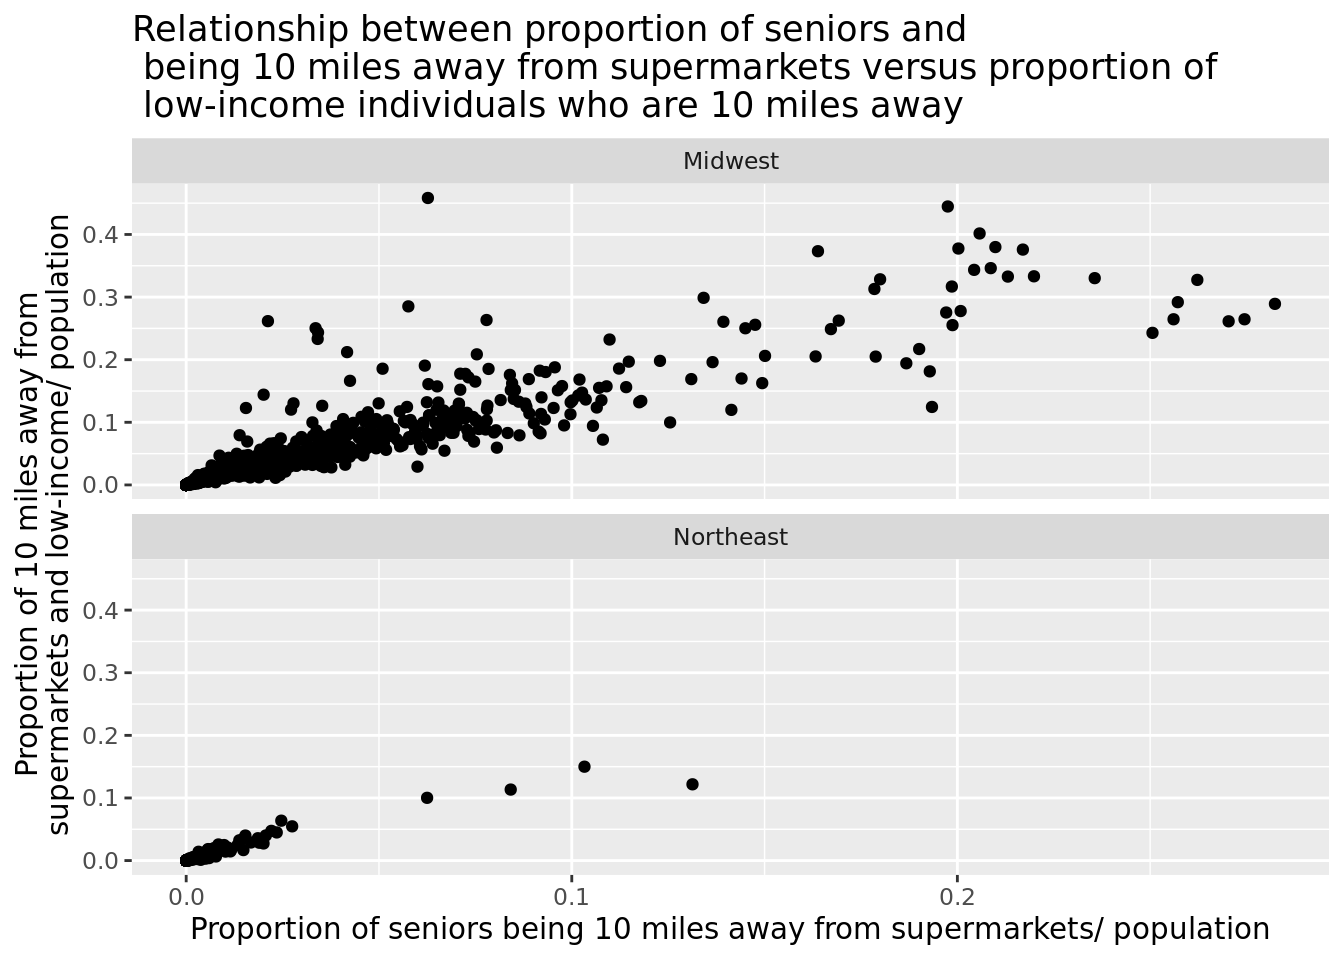 Relationship between proportion of seniors and
being 10 miles away from supermarkets versus proportion of
low-income individuals who are 10 miles away
Midwest
0.4
0.3
0.2
0.1
0.0
Northeast
0.4
0.3
0.2
0.1
0.0
0.0 0.1 0.2
Proportion of seniors being 10 miles away from supermarkets/ population
Proportion of 10 miles away from
supermarkets and low-income/ population